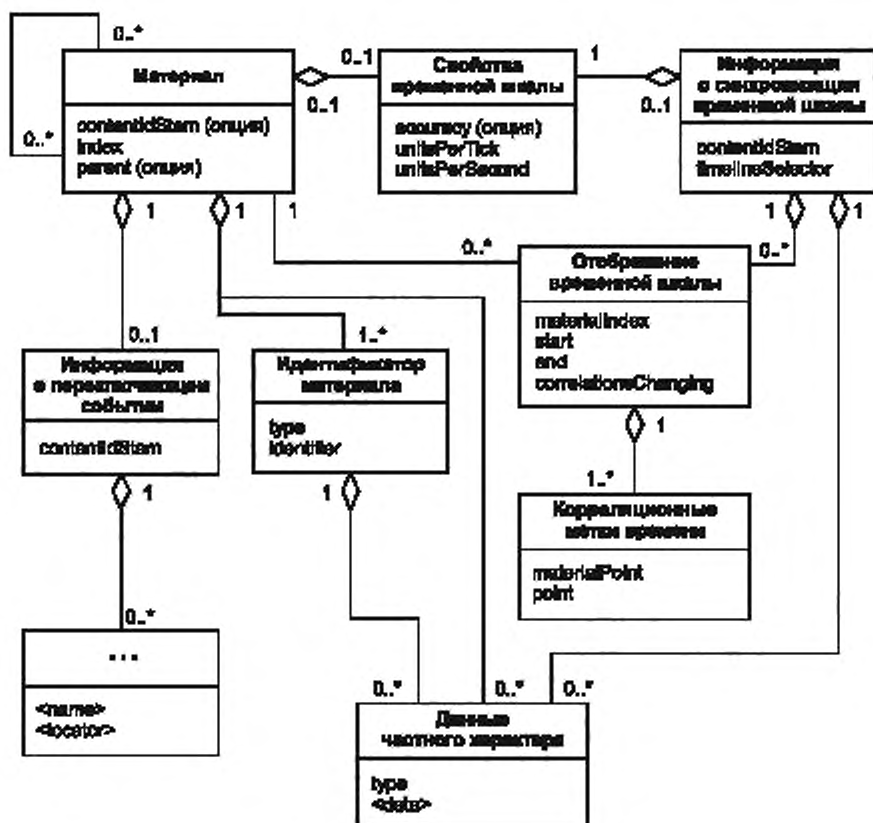 0..*
0..*
Материал
contentIdStem (опция)
index
parent (опция)
0..1
0..1
Свойства
временной шкалы
accuracy (опция)
unitsPerTick
unitsPerSecond
1
0..1
Информация
о синхронизации
временной шкалы
contentIdStem
timelineSelector
1
1
1
1
1
0..*
0..*
Отображение
временной шкалы
materialIndex
start
end
correlationsChanging
0..1
1..*
Информация
о переключающем
событии
contentIdStem
Идентификатор
материала
type
identifier
1
1
1
1..*
Корреляционные
метки времени
materialPoint
point
0..*
...
<name>
<locator>
0..*
0..*
0..*
Данные
частного характера
type
<data>